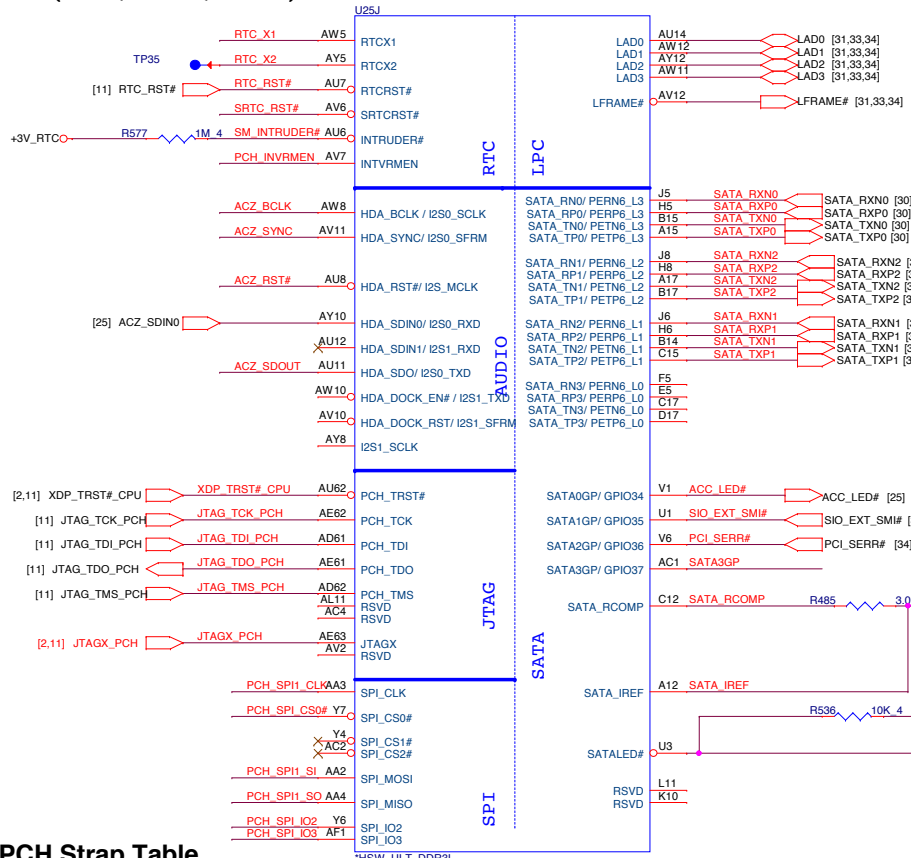 U25J
RTC_X1 AW5 RTCX1
TP35 RTC_X2 AY5 RTCX2
[11] RTC_RST# RTC_RST# AU7 RTCRST#
SRTC_RST# AV6 SRTCRST#
+3V_RTC R577 1M_4 SM_INTRUDER# AU6 INTRUDER#
PCH_INVRMEN AV7 INTVRMEN
RTC
LPC
LAD0 AU14 LAD0 [31,33,34]
LAD1 AW12 LAD1 [31,33,34]
LAD2 AY12 LAD2 [31,33,34]
LAD3 AW11 LAD3 [31,33,34]
LFRAME# AV12 LFRAME# [31,33,34]
ACZ_BCLK AW8 HDA_BCLK / I2S0_SCLK
ACZ_SYNC AV11 HDA_SYNC/ I2S0_SFRM
ACZ_RST# AU8 HDA_RST#/ I2S_MCLK
[25] ACZ_SDIN0 AY10 HDA_SDIN0/ I2S0_RXD
AU12 HDA_SDIN1/ I2S1_RXD
ACZ_SDOUT AU11 HDA_SDO/ I2S0_TXD
AW10 HDA_DOCK_EN# / I2S1_TXD
AV10 HDA_DOCK_RST/ I2S1_SFRM
AY8 I2S1_SCLK
AUDIO
SATA_RN0/ PERN6_L3 J5 SATA_RXN0 SATA_RXN0 [30]
SATA_RP0/ PERP6_L3 H5 SATA_RXP0 SATA_RXP0 [30]
SATA_TN0/ PETN6_L3 B15 SATA_TXN0 SATA_TXN0 [30]
SATA_TP0/ PETP6_L3 A15 SATA_TXP0 SATA_TXP0 [30]
SATA_RN1/ PERN6_L2 J8 SATA_RXN2 SATA_RXN2
SATA_RP1/ PERP6_L2 H8 SATA_RXP2 SATA_RXP2
SATA_TN1/ PETN6_L2 A17 SATA_TXN2 SATA_TXN2
SATA_TP1/ PETP6_L2 B17 SATA_TXP2 SATA_TXP2
SATA_RN2/ PERN6_L1 J6 SATA_RXN1 SATA_RXN1
SATA_RP2/ PERP6_L1 H6 SATA_RXP1 SATA_RXP1
SATA_TN2/ PETN6_L1 B14 SATA_TXN1 SATA_TXN1
SATA_TP2/ PETP6_L1 C15 SATA_TXP1 SATA_TXP1
SATA_RN3/ PERN6_L0 F5
SATA_RP3/ PERP6_L0 E5
SATA_TN3/ PETN6_L0 C17
SATA_TP3/ PETP6_L0 D17
[2,11] XDP_TRST#_CPU XDP_TRST#_CPU AU62 PCH_TRST#
[11] JTAG_TCK_PCH JTAG_TCK_PCH AE62 PCH_TCK
[11] JTAG_TDI_PCH JTAG_TDI_PCH AD61 PCH_TDI
[11] JTAG_TDO_PCH JTAG_TDO_PCH AE61 PCH_TDO
[11] JTAG_TMS_PCH JTAG_TMS_PCH AD62 PCH_TMS
AL11 RSVD
AC4 RSVD
[2,11] JTAGX_PCH JTAGX_PCH AE63 JTAGX
AV2 RSVD
JTAG
SATA
SATA0GP/ GPIO34 V1 ACC_LED# ACC_LED# [25]
SATA1GP/ GPIO35 U1 SIO_EXT_SMI# SIO_EXT_SMI#
SATA2GP/ GPIO36 V6 PCI_SERR# PCI_SERR# [34]
SATA3GP/ GPIO37 AC1 SATA3GP
SATA_RCOMP C12 SATA_RCOMP R485
SATA_IREF A12 SATA_IREF
R536 10K_4
SATALED# U3
RSVD L11
RSVD K10
PCH_SPI1_CLK AA3 SPI_CLK
PCH_SPI_CS0# Y7 SPI_CS0#
Y4 SPI_CS1#
AC2 SPI_CS2#
PCH_SPI1_SI AA2 SPI_MOSI
PCH_SPI1_SO AA4 SPI_MISO
PCH_SPI_IO2 Y6 SPI_IO2
PCH_SPI_IO3 AF1 SPI_IO3
SPI
PCH Strap Table
*HSW_ULT_DDR3L